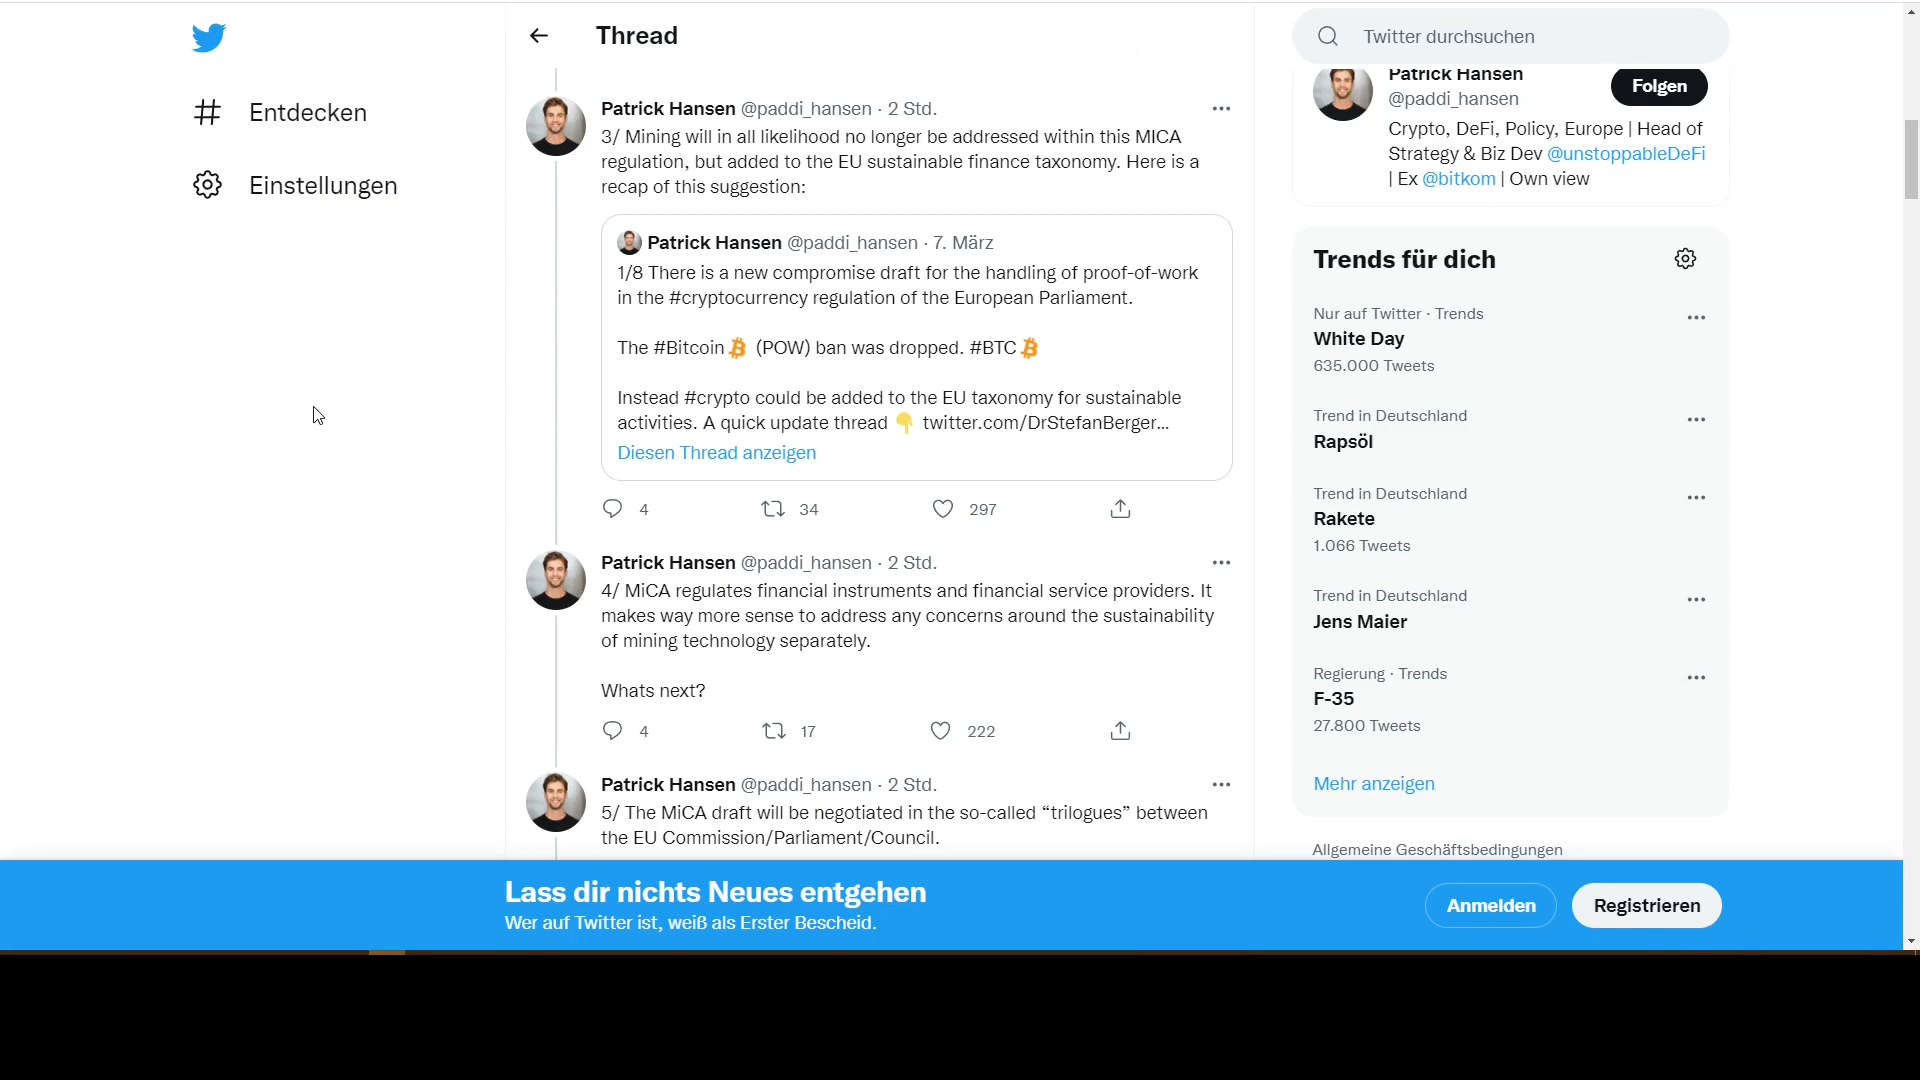 Entdecken
Einstellungen
Thread
Patrick Hansen @paddi_hansen · 2 Std.
3/ Mining will in all likelihood no longer be addressed within this MICA
regulation, but added to the EU sustainable finance taxonomy. Here is a
recap of this suggestion:
Patrick Hansen @paddi_hansen · 7. März
1/8 There is a new compromise draft for the handling of proof-of-work
in the #cryptocurrency regulation of the European Parliament.
The #Bitcoin (POW) ban was dropped. #BTC
Instead #crypto could be added to the EU taxonomy for sustainable
activities. A quick update thread 👇 twitter.com/DrStefanBerger...
Diesen Thread anzeigen
4 34 297
Patrick Hansen @paddi_hansen · 2 Std.
4/ MiCA regulates financial instruments and financial service providers. It
makes way more sense to address any concerns around the sustainability
of mining technology separately.
Whats next?
4 17 222
Patrick Hansen @paddi_hansen · 2 Std.
5/ The MiCA draft will be negotiated in the so-called “trilogues” between
the EU Commission/Parliament/Council.
Twitter durchsuchen
Patrick Hansen
@paddi_hansen
Folgen
Crypto, DeFi, Policy, Europe | Head of
Strategy & Biz Dev @unstoppableDeFi
| Ex @bitkom | Own view
Trends für dich
Nur auf Twitter · Trends
White Day
635.000 Tweets
Trend in Deutschland
Rapsöl
Trend in Deutschland
Rakete
1.066 Tweets
Trend in Deutschland
Jens Maier
Regierung · Trends
F-35
27.800 Tweets
Mehr anzeigen
Allgemeine Geschäftsbedingungen
Lass dir nichts Neues entgehen
Wer auf Twitter ist, weiß als Erster Bescheid.
Anmelden
Registrieren